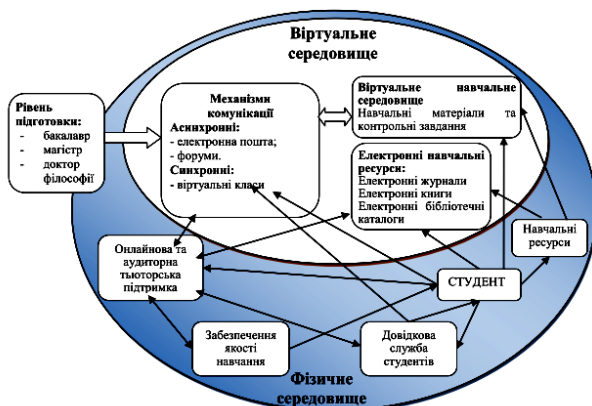 Віртуальне
середовище
Рівень
підготовки:
- бакалавр
- магістр
- доктор
філософії
Механізми
комунікації
Асинхронні:
- електронна пошта;
- форуми.
Синхронні:
- віртуальні класи
Віртуальне навчальне
середовище
Навчальні матеріали та
контрольні завдання
Електронні навчальні
ресурси:
Електронні журнали
Електронні книги
Електронні бібліотечні
каталоги
Навчальні
ресурси
Онлайнова та
аудиторна
тьюторська
підтримка
СТУДЕНТ
Забезпечення
якості
навчання
Довідкова
служба
студентів
Фізичне
середовище